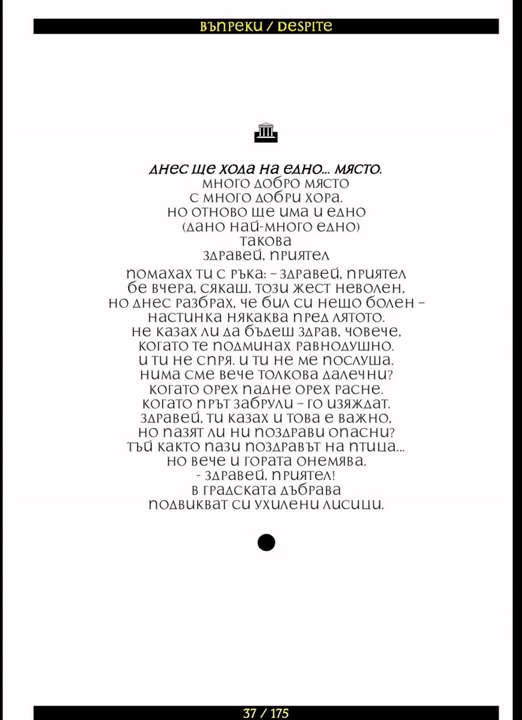 ВЪПРЕКИ / DESPITE
ДНЕС ЩЕ ХОДА НА ЕДНО... МЯСТО.
МНОГО ДОБРО МЯСТО
С МНОГО ДОБРИ ХОРА.
НО ОТНОВО ЩЕ ИМА И ЕДНО
(ДАНО НАЙ-МНОГО ЕДНО)
ТАКОВА
ЗДРАВЕЙ, ПРИЯТЕЛ
ПОМАХАХ ТИ С РЪКА: – ЗДРАВЕЙ, ПРИЯТЕЛ
БЕ ВЧЕРА, СЯКАШ, ТОЗИ ЖЕСТ НЕВОЛЕН,
НО ДНЕС РАЗБРАХ, ЧЕ БИЛ СИ НЕЩО БОЛЕН –
НАСТИНКА НЯКАКВА ПРЕД ЛЯТОТО.
НЕ КАЗАХ ЛИ ДА БЪДЕШ ЗДРАВ, ЧОВЕЧЕ,
КОГАТО ТЕ ПОДМИНАХ РАВНОДУШНО.
И ТИ НЕ СПРЯ. И ТИ НЕ МЕ ПОСЛУША.
НИМА СМЕ ВЕЧЕ ТОЛКОВА ДАЛЕЧНИ?
КОГАТО ОРЕХ ПАДНЕ ОРЕХ РАСНЕ.
КОГАТО ПРЪТ ЗАБРУЛИ – ГО ИЗЯЖДАТ.
ЗДРАВЕЙ, ТИ КАЗАХ И ТОВА Е ВАЖНО,
НО ПАЗЯТ ЛИ НИ ПОЗДРАВИ ОПАСНИ?
ТЪЙ КАКТО ПАЗИ ПОЗДРАВЪТ НА ПТИЦА...
НО ВЕЧЕ И ГОРАТА ОНЕМЯВА.
- ЗДРАВЕЙ, ПРИЯТЕЛ!
В ГРАДСКАТА ДЪБРАВА
ПОДВИКВАТ СИ УХИЛЕНИ ЛИСИЦИ.
37 / 175